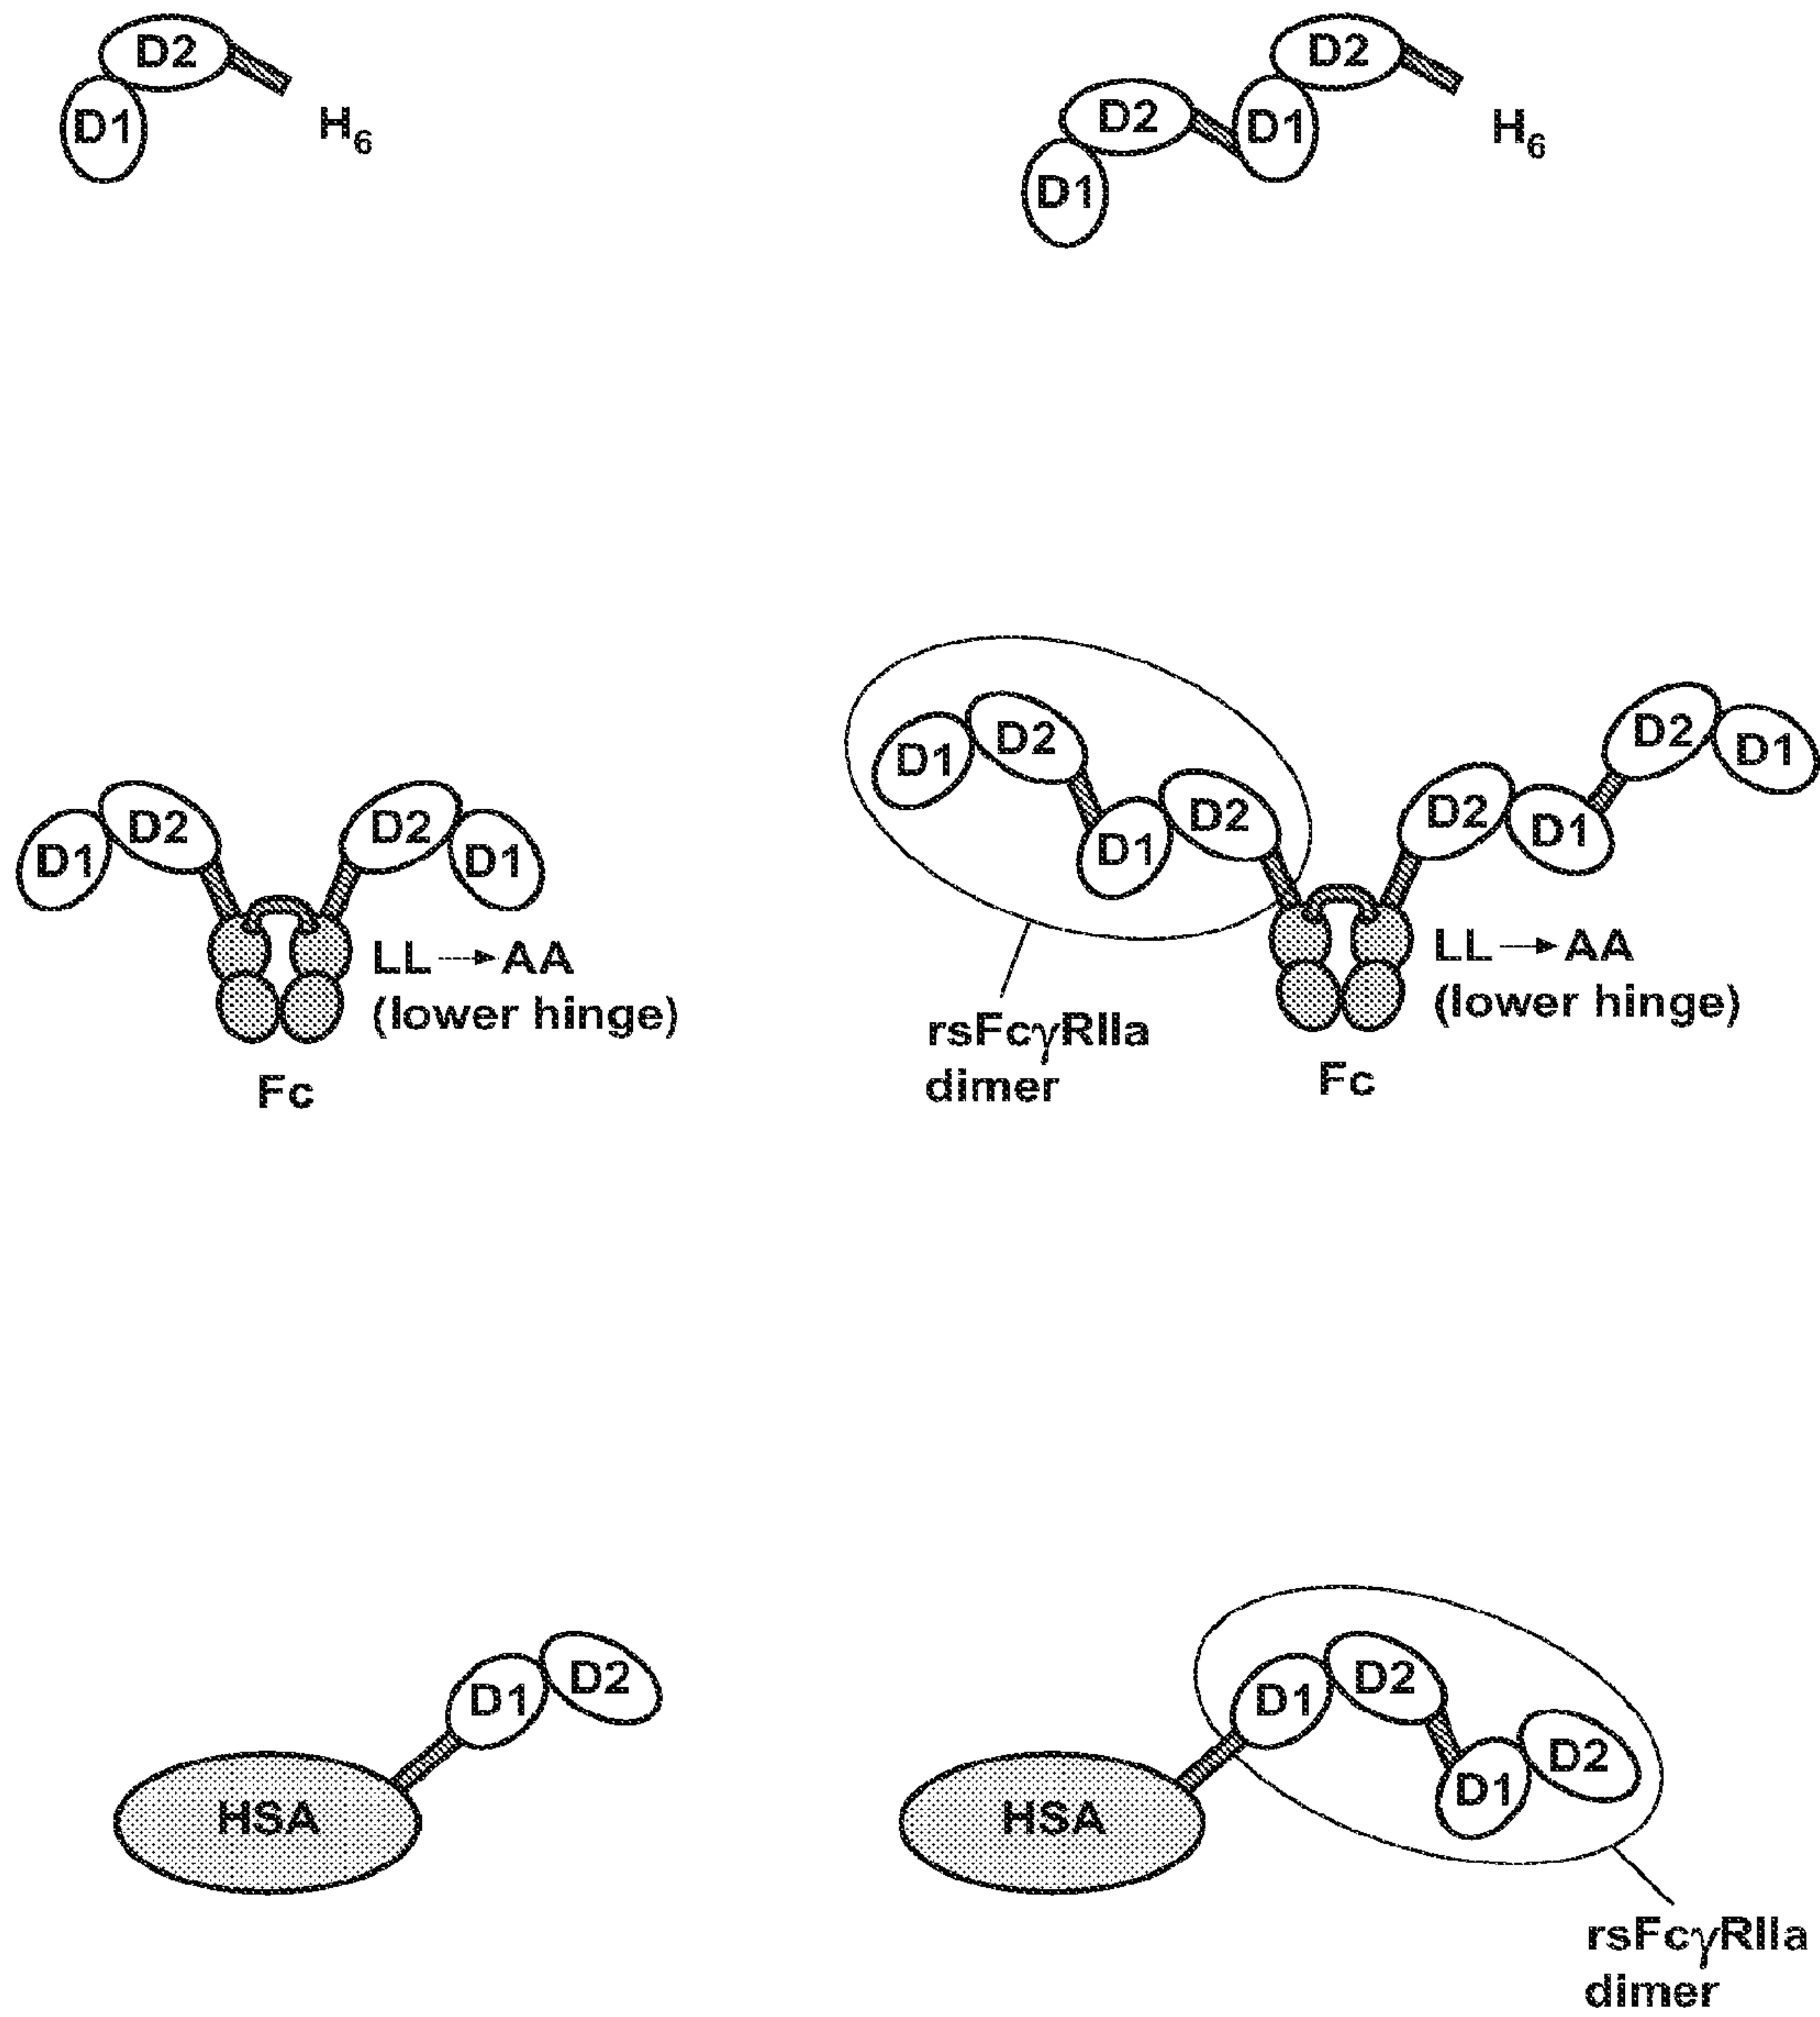 D2
D1
H6
D2
D2
D1
D1
H6
D1
D2
D2
D1
LL → AA
(lower hinge)
Fc
D1
D2
D1
D2
D2
D1
D2
D1
LL → AA
(lower hinge)
rsFcγRIIa
dimer
Fc
HSA
D1
D2
HSA
D1
D2
D1
D2
rsFcγRIIa
dimer